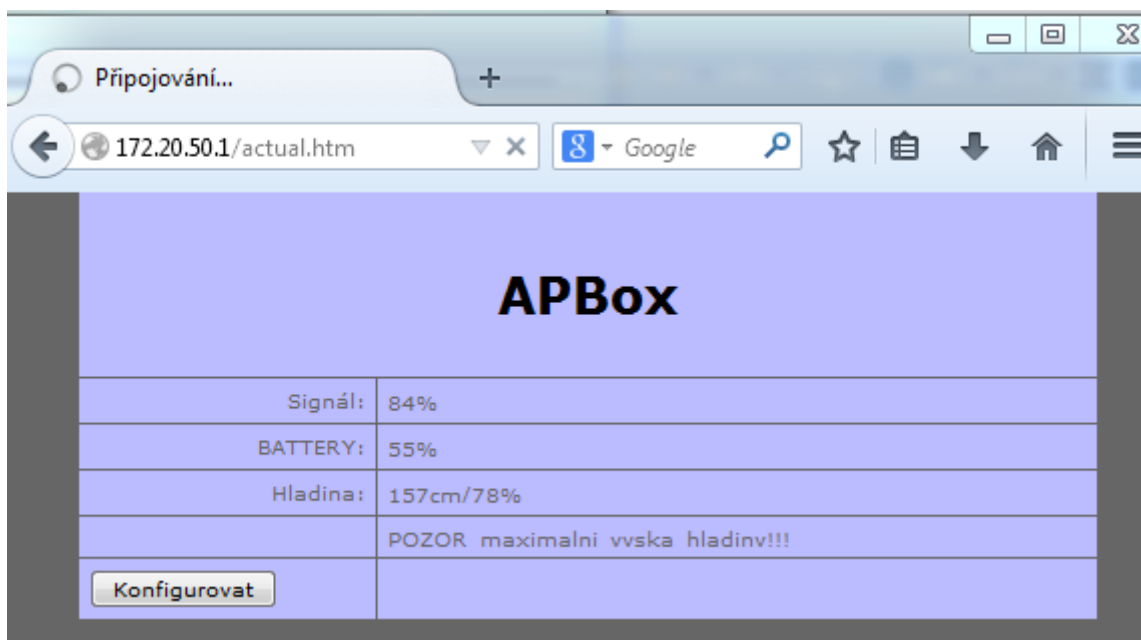 Připojování...
172.20.50.1/actual.htm
8 Google
APBox
Signál: 84%
BATTERY: 55%
Hladina: 157cm/78%
POZOR maximalni vyska hladiny!!!
Konfigurovat